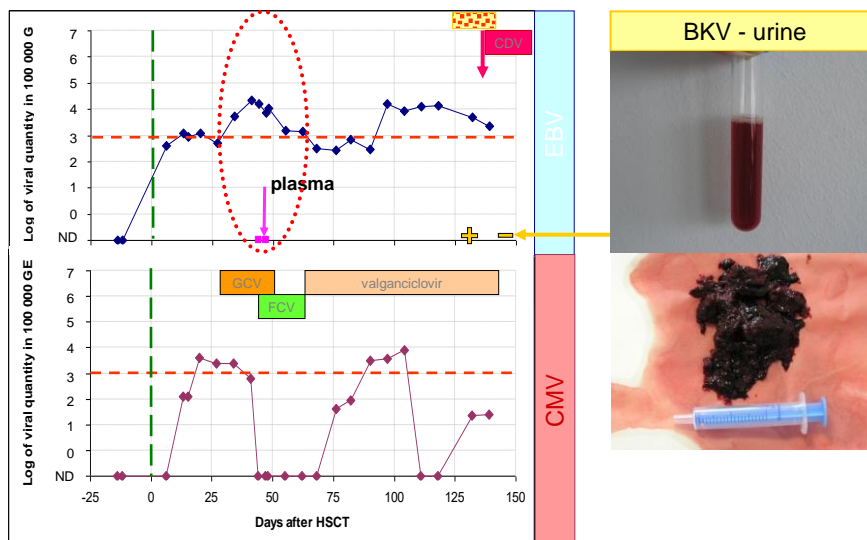 BKV - urine
Log of viral quantity in 100 000 G
7
6
5
4
3
2
1
0
ND
CDV
plasma
EBV
Log of viral quantity in 100 000 GE
7
6
5
4
3
2
1
0
ND
GCV
valganciclovir
FCV
CMV
-25
0
25
50
75
100
125
150
Days after HSCT